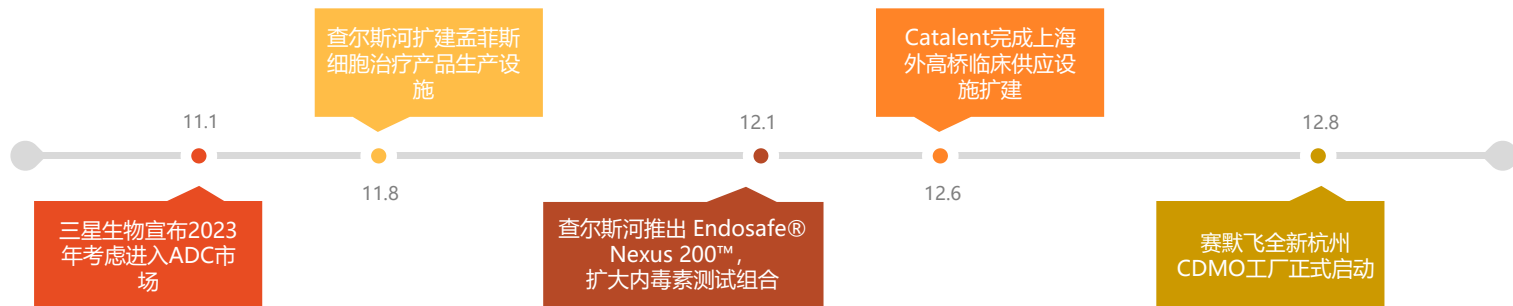 查尔斯河扩建孟菲斯
细胞治疗产品生产设
施
Catalent完成上海
外高桥临床供应设
施扩建
11.1
12.1
12.8
11.8
12.6
三星生物宣布2023
年考虑进入ADC市
场
查尔斯河推出 Endosafe®
Nexus 200™,
扩大内毒素测试组合
赛默飞全新杭州
CDMO工厂正式启动